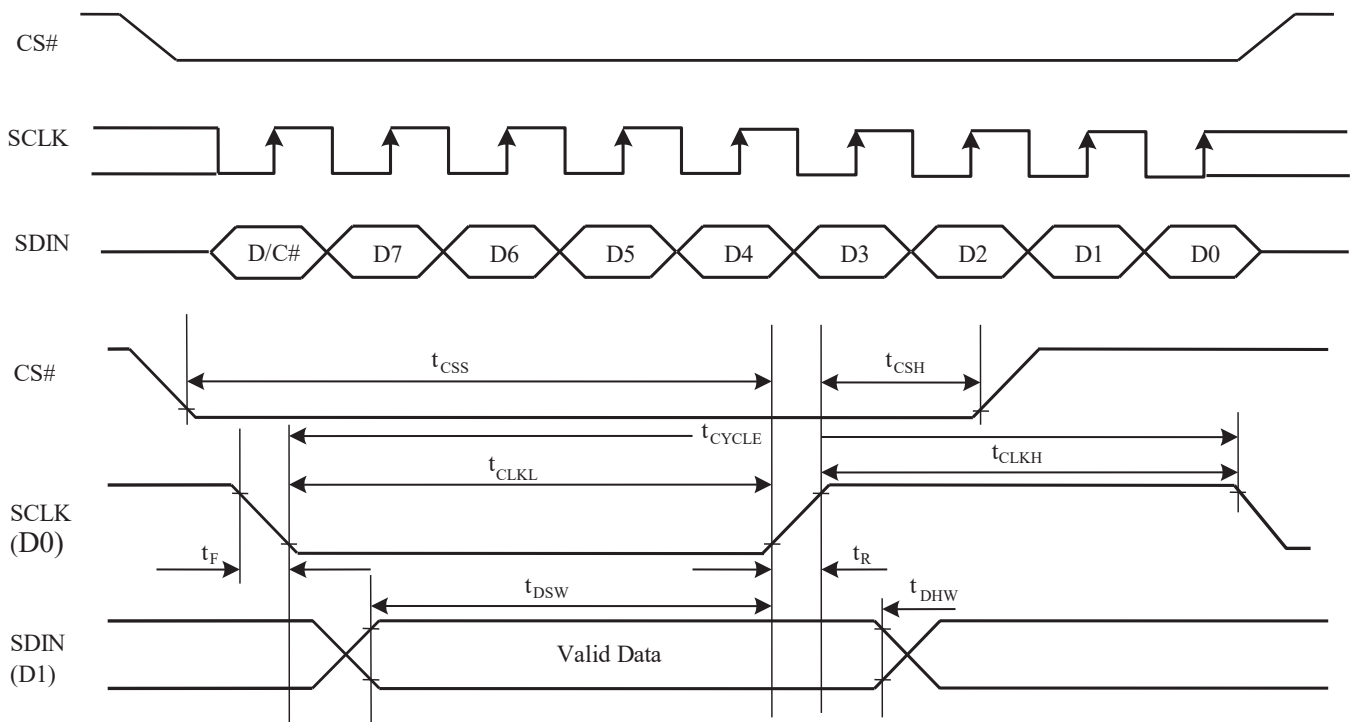 CS#
SCLK
SDIN
D/C# D7 D6 D5 D4 D3 D2 D1 D0
CS#
tCSS
tCSH
tCYCLE
tCLKL
tCLKH
SCLK
(D0)
tF
tR
tDSW
tDHW
SDIN
(D1)
Valid Data